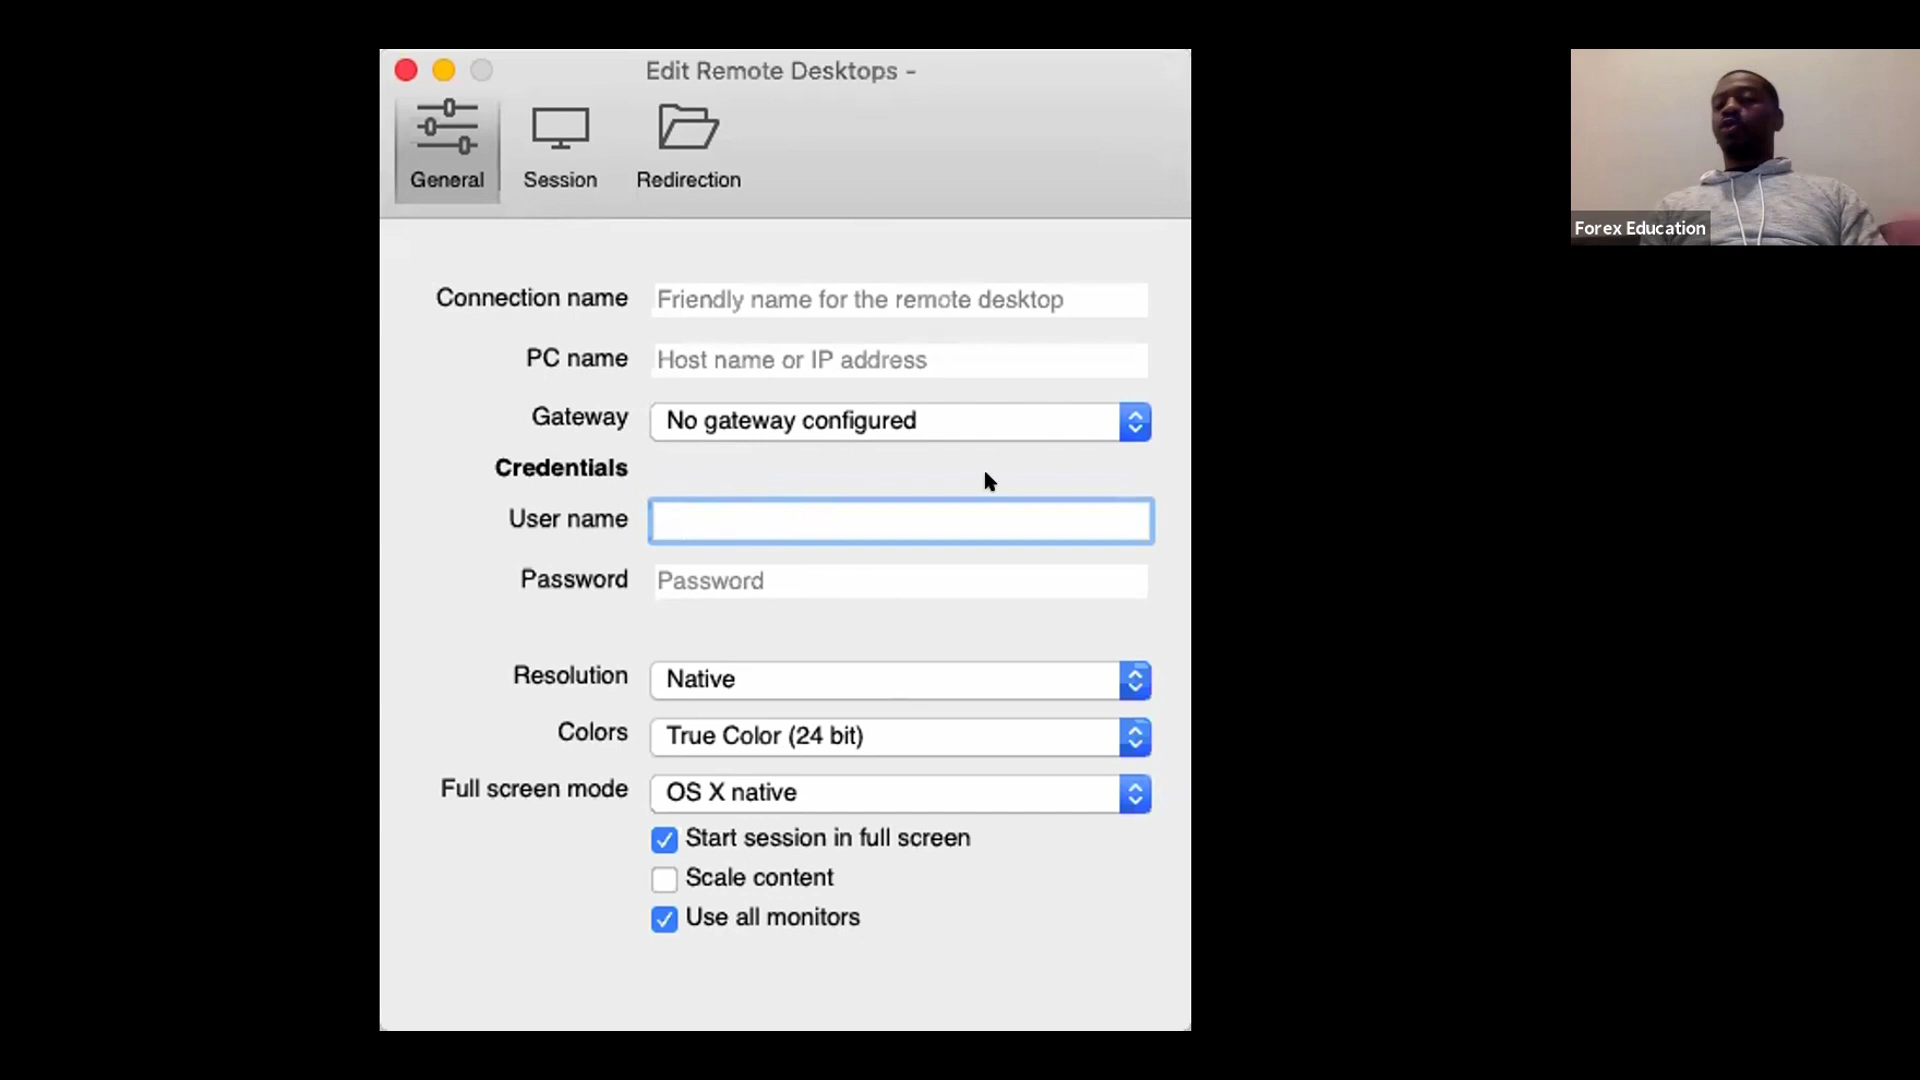 Edit Remote Desktops -
General
Session
Redirection
Connection name
Friendly name for the remote desktop
PC name
Host name or IP address
Gateway
No gateway configured
Credentials
User name
Password
Password
Resolution
Native
Colors
True Color (24 bit)
Full screen mode
OS X native
Start session in full screen
Scale content
Use all monitors
Forex Education